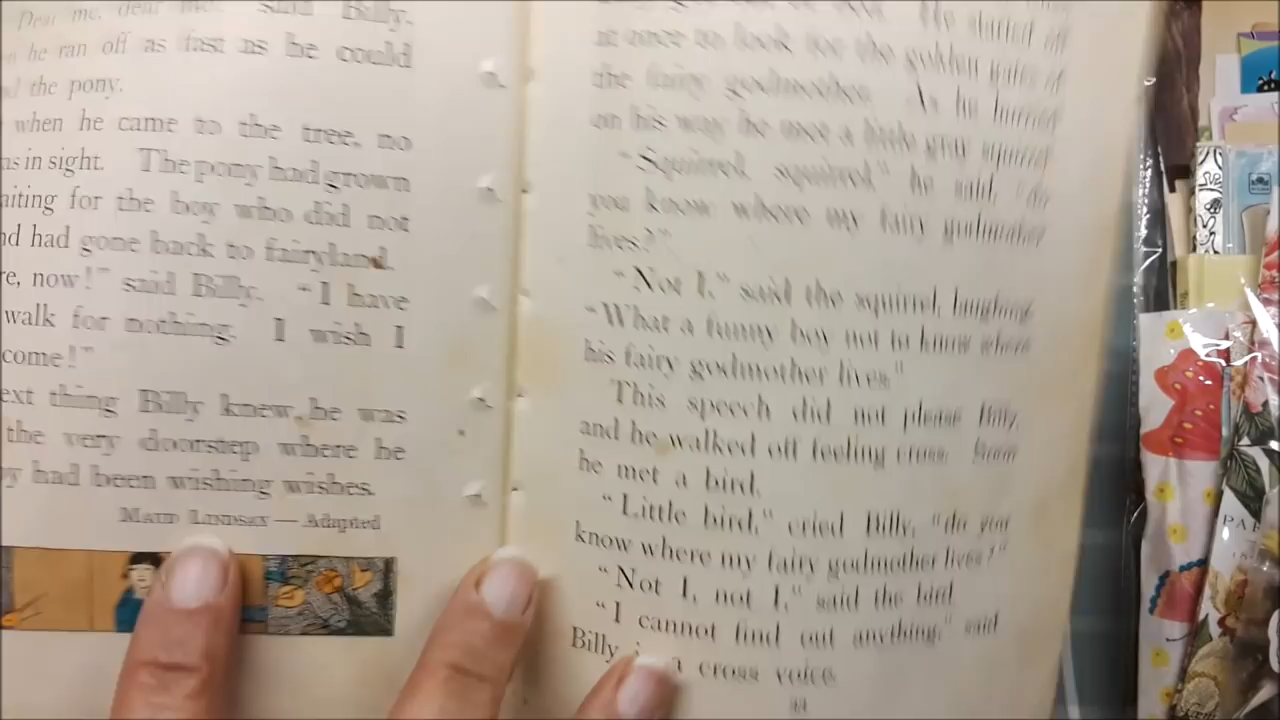 Dear me, dear me!" said Billy.
he ran off as fast as he could
the pony.
when he came to the tree, no
in sight. The pony had grown
aiting for the boy who did not
had gone back to fairyland.
now!" said Billy. "I have
walk for nothing. I wish I
come!"
ext thing Billy knew, he was
the very doorstep where he
had been wishing wishes.
MAUD LINDSAY — Adapted
He started off
at once to look for the golden gates of
the fairy godmother. As he hurried
on his way he met a little gray squirrel.
"Squirrel, squirrel," he said, "do
you know where my fairy godmother
lives?"
"Not I," said the squirrel, laughing.
"What a funny boy not to know where
his fairy godmother lives."
This speech did not please Billy,
and he walked off feeling cross. Soon
he met a bird.
"Little bird," cried Billy, "do you
know where my fairy godmother lives?"
"Not I, not I," said the bird.
"I cannot find out anything," said
Billy in a cross voice.